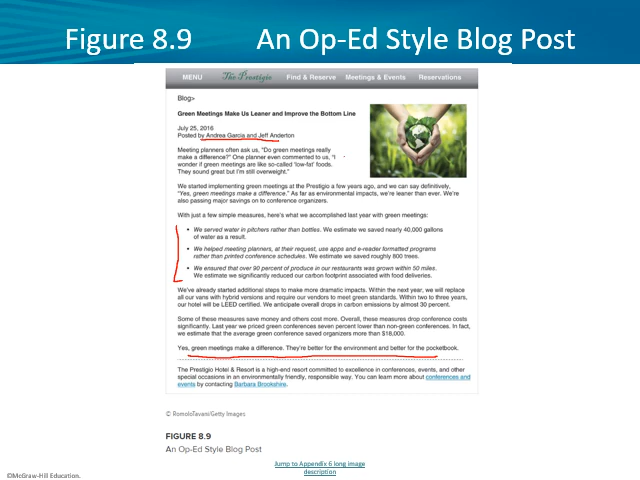 Figure 8.9 An Op-Ed Style Blog Post
MENU The Prestigio Find & Reserve Meetings & Events Reservations
Blog>
Green Meetings Make Us Leaner and Improve the Bottom Line
July 25, 2016
Posted by Andrea Garcia and Jeff Anderton
Meeting planners often ask us, "Do green meetings really
make a difference?" One planner even commented to us, "I
wonder if green meetings are like so-called 'low-fat' foods.
They sound great but I'm still overweight."
We started implementing green meetings at the Prestigio a few years ago, and we can say definitively,
"Yes, green meetings make a difference." As far as environmental impacts, we're leaner than ever. We're
also passing major savings on to conference organizers.
With just a few simple measures, here's what we accomplished last year with green meetings:
• We served water in pitchers rather than bottles. We estimate we saved nearly 40,000 gallons
of water as a result.
• We helped meeting planners, at their request, use apps and e-reader formatted programs
rather than printed conference schedules. We estimate we saved roughly 800 trees.
• We ensured that over 90 percent of produce in our restaurants was grown within 50 miles.
We estimate we significantly reduced our carbon footprint associated with food deliveries.
We've already started additional steps to make more dramatic impacts. Within the next year, we will replace
all our vans with hybrid versions and require our vendors to meet green standards. Within two to three years,
our hotel will be LEED certified. We anticipate overall drops in carbon emissions by almost 30 percent.
Some of these measures save money and others cost more. Overall, these measures drop conference costs
significantly. Last year we priced green conferences seven percent lower than non-green conferences. In fact,
we estimate that the average green conference saved organizers more than $18,000.
Yes, green meetings make a difference. They're better for the environment and better for the pocketbook.
The Prestigio Hotel & Resort is a high-end resort committed to excellence in conferences, events, and other
special occasions in an environmentally friendly, responsible way. You can learn more about conferences and
events by contacting Barbara Brookshire.
© RomoloTavani/Getty Images
FIGURE 8.9
An Op-Ed Style Blog Post
Jump to Appendix 6 long image
description
©McGraw-Hill Education.